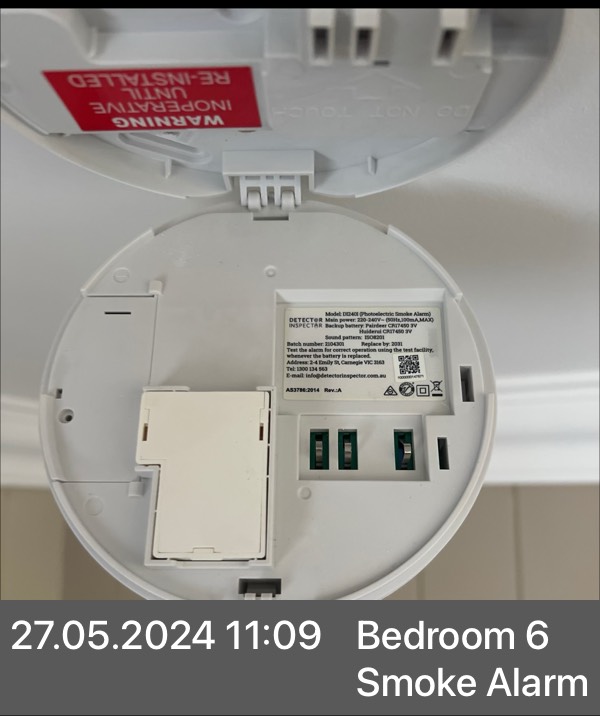 WARNING
INOPERATIVE
UNTIL
RE-INSTALLED
DO NOT TOUCH
DETECTOR
INSPECTOR
Model: DI240i (Photoelectric Smoke Alarm)
Main power: 220-240V~ (50Hz,100mA,MAX)
Backup battery: Pairdeer CR17450 3V
Huiderui CR17450 3V
Sound pattern: ISO8201
Batch number: 2104301 Replace by: 2031
Test the alarm for correct operation using the test facility,
whenever the battery is replaced.
Address: 2-4 Emily St, Carnegie VIC 3163
Tel: 1300 134 563
E-mail: info@detectorinspector.com.au
AS3786:2014 Rev.:A
27.05.2024 11:09
Bedroom 6
Smoke Alarm